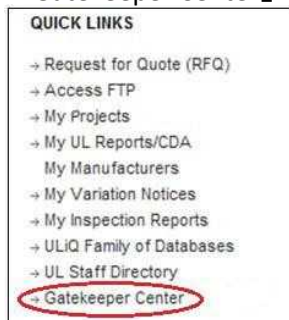 QUICK LINKS
→ Request for Quote (RFQ)
→ Access FTP
→ My Projects
→ My UL Reports/CDA
My Manufacturers
→ My Variation Notices
→ My Inspection Reports
→ ULiQ Family of Databases
→ UL Staff Directory
→ Gatekeeper Center